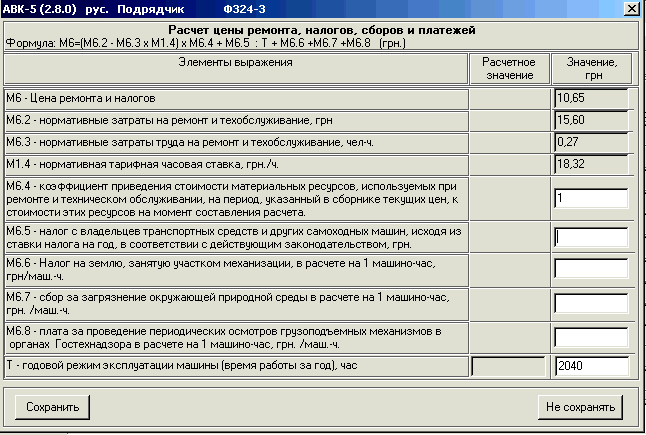 АВК-5 (2.8.0) рус. Подрядчик Ф324-3
Расчет цены ремонта, налогов, сборов и платежей
Формула: М6=(М6.2 - М6.3 х М1.4) х М6.4 + М6.5 : Т + М6.6 +М6.7 +М6.8 (грн.)
Элементы выражения
Расчетное
значение
Значение,
грн
М6 - Цена ремонта и налогов
10,65
М6.2 - нормативные затраты на ремонт и техобслуживание, грн
15,60
М6.3 - нормативные затраты труда на ремонт и техобслуживание, чел-ч.
0,27
М1.4 - нормативная тарифная часовая ставка, грн./ч.
18,32
М6.4 - коэффициент приведения стоимости материальных ресурсов, используемых при
ремонте и техническом обслуживании, на период, указанный в сборнике текущих цен, к
стоимости этих ресурсов на момент составления расчета.
1
М6.5 - налог с владельцев транспортных средств и других самоходных машин, исходя из
ставки налога на год, в соответствии с действующим законодательством, грн.
М6.6 - Налог на землю, занятую участком механизации, в расчете на 1 машино-час,
грн/маш.-ч.
М6.7 - сбор за загрязнение окружающей природной среды в расчете на 1 машино-час,
грн. /маш.-ч.
М6.8 - плата за проведение периодических осмотров грузоподъемных механизмов в
органах Гостехнадзора в расчете на 1 машино-час, грн. /маш.-ч.
Т - годовой режим эксплуатации машины (время работы за год), час
2040
Сохранить
Не сохранять